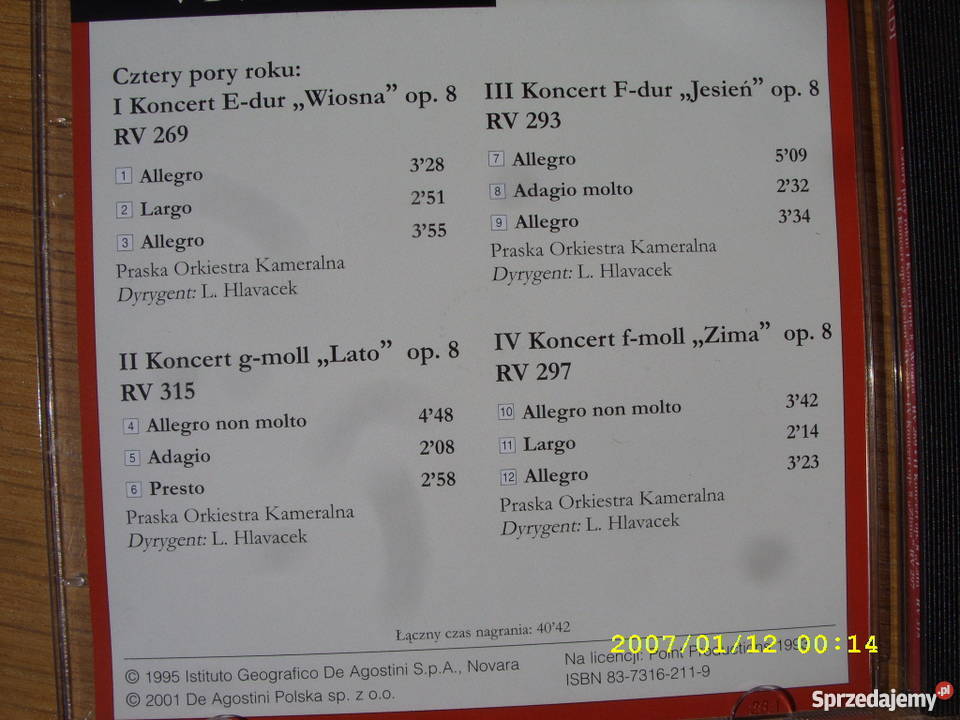 Cztery pory roku:
I Koncert E-dur „Wiosna” op. 8
RV 269
1 Allegro 3’28
2 Largo 2’51
3 Allegro 3’55
Praska Orkiestra Kameralna
Dyrygent: L. Hlavacek
II Koncert g-moll „Lato” op. 8
RV 315
4 Allegro non molto 4’48
5 Adagio 2’08
6 Presto 2’58
Praska Orkiestra Kameralna
Dyrygent: L. Hlavacek
III Koncert F-dur „Jesień” op. 8
RV 293
7 Allegro 5’09
8 Adagio molto 2’32
9 Allegro 3’34
Praska Orkiestra Kameralna
Dyrygent: L. Hlavacek
IV Koncert f-moll „Zima” op. 8
RV 297
10 Allegro non molto 3’42
11 Largo 2’14
12 Allegro 3’23
Praska Orkiestra Kameralna
Dyrygent: L. Hlavacek
Łączny czas nagrania: 40’42
2007/01/12 00:14
© 1995 Istituto Geografico De Agostini S.p.A., Novara
© 2001 De Agostini Polska sp. z o.o.
Na licencji: Point Productions
ISBN 83-7316-211-9
Sprzedajemy.pl